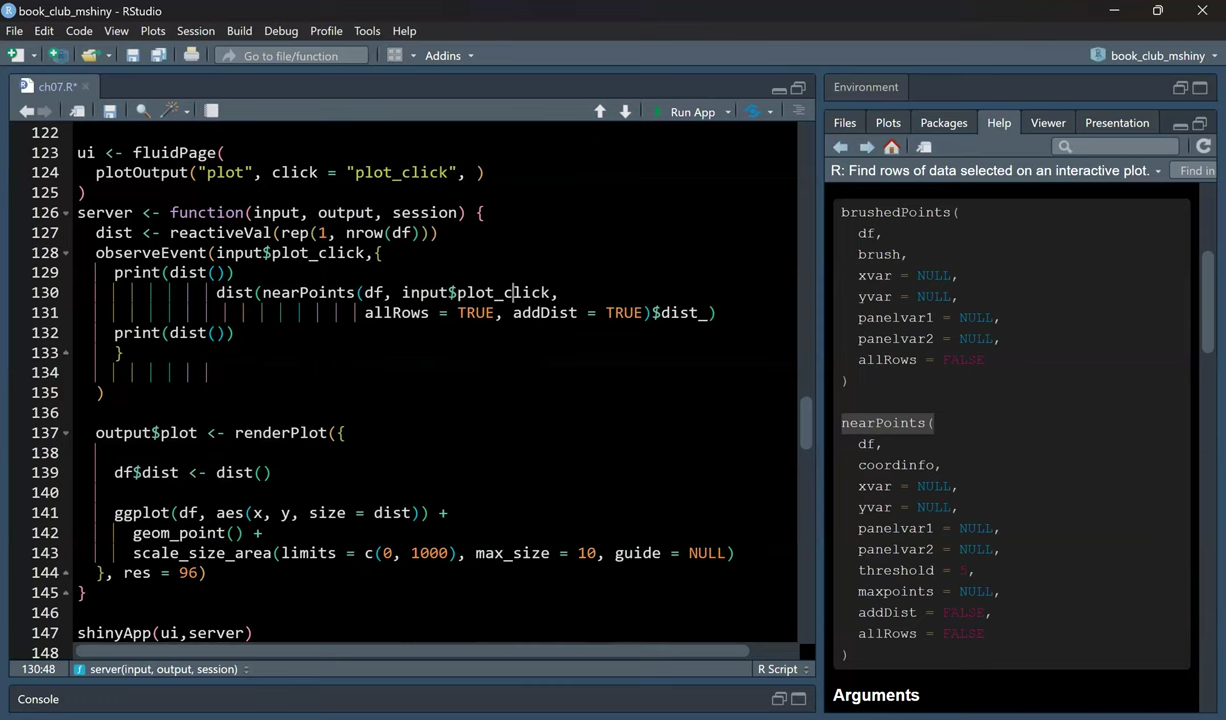 book_club_mshiny - RStudio
File Edit Code View Plots Session Build Debug Profile Tools Help
Go to file/function Addins book_club_mshiny
ch07.R*
Run App
122
123 ui <- fluidPage(
124 plotOutput("plot", click = "plot_click", )
125 )
126 server <- function(input, output, session) {
127 dist <- reactiveVal(rep(1, nrow(df)))
128 observeEvent(input$plot_click,{
129 print(dist())
130 dist(nearPoints(df, input$plot_click,
131 allRows = TRUE, addDist = TRUE)$dist_)
132 print(dist())
133 }
134
135 )
136
137 output$plot <- renderPlot({
138
139 df$dist <- dist()
140
141 ggplot(df, aes(x, y, size = dist)) +
142 geom_point() +
143 scale_size_area(limits = c(0, 1000), max_size = 10, guide = NULL)
144 }, res = 96)
145 }
146
147 shinyApp(ui,server)
148
130:48 server(input, output, session) R Script
Console
Environment
Files Plots Packages Help Viewer Presentation
R: Find rows of data selected on an interactive plot. Find in
brushedPoints(
df,
brush,
xvar = NULL,
yvar = NULL,
panelvar1 = NULL,
panelvar2 = NULL,
allRows = FALSE
)
nearPoints(
df,
coordinfo,
xvar = NULL,
yvar = NULL,
panelvar1 = NULL,
panelvar2 = NULL,
threshold = 5,
maxpoints = NULL,
addDist = FALSE,
allRows = FALSE
)
Arguments